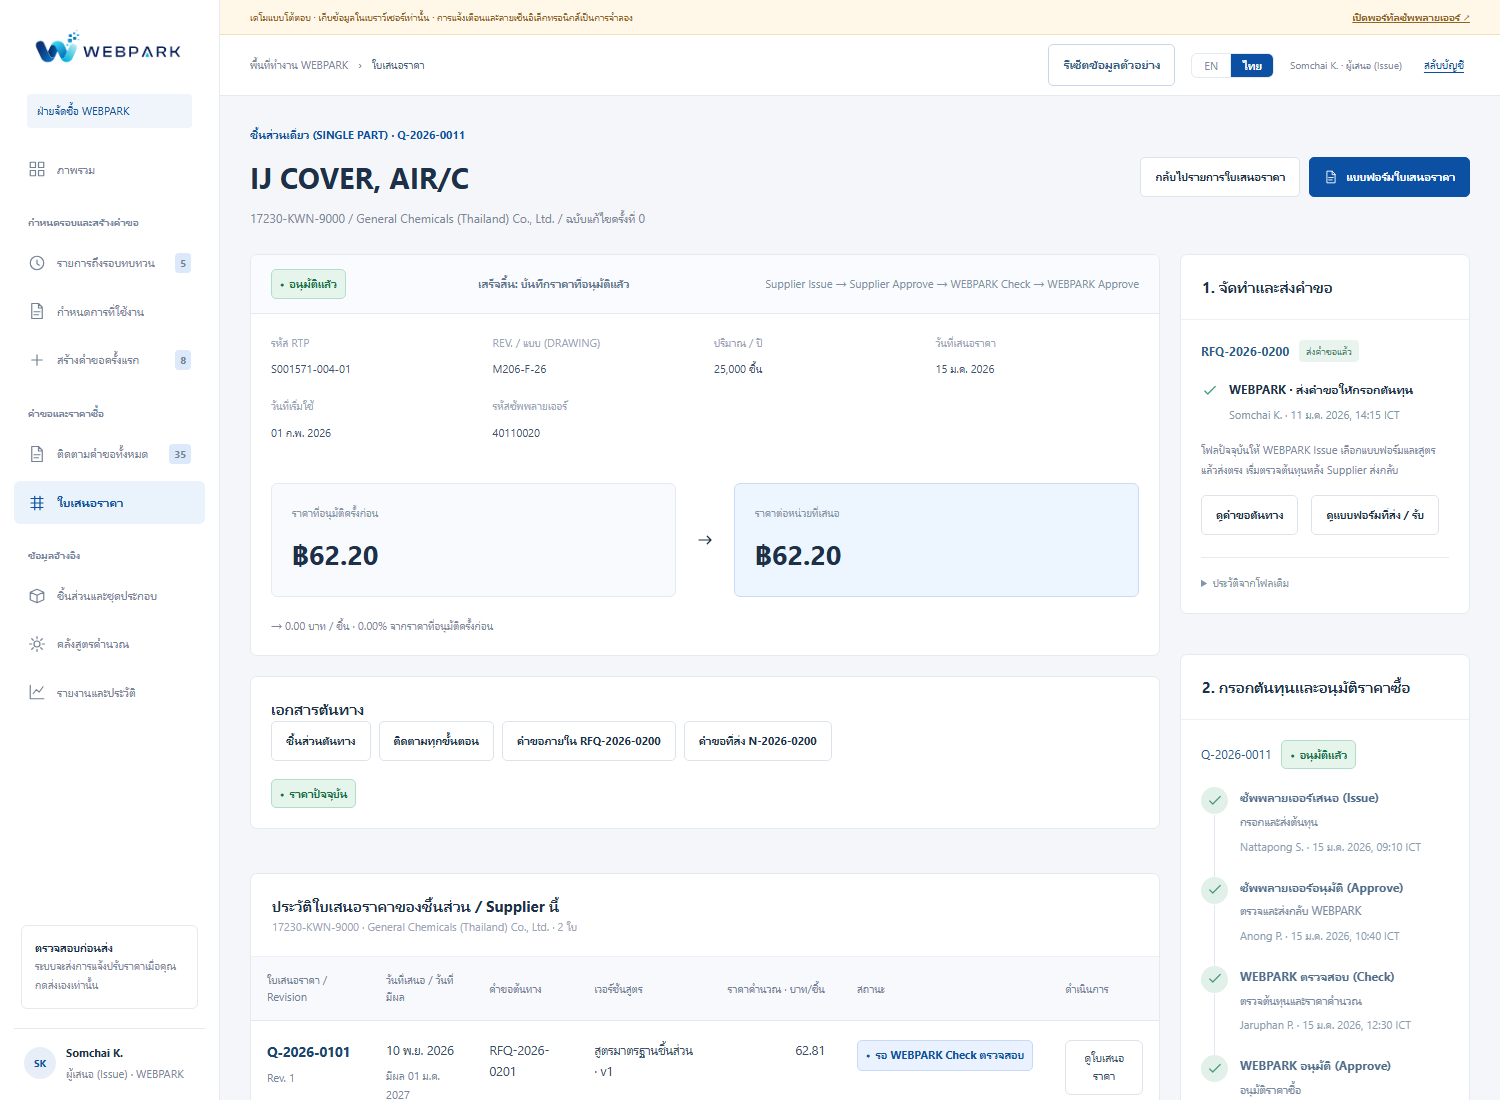 เดโมแบบโต้ตอบ · เก็บข้อมูลในเบราว์เซอร์เท่านั้น · การแจ้งเตือนและลายเซ็นอิเล็กทรอนิกส์เป็นการจำลอง
เปิดพอร์ทัลซัพพลายเออร์ ↗
WEBPARK
ฝ่ายจัดซื้อ WEBPARK
ภาพรวม
กำหนดรอบและสร้างคำขอ
รายการถึงรอบทบทวน 5
กำหนดการที่ใช้งาน
สร้างคำขอครั้งแรก 8
คำขอและราคาซื้อ
ติดตามคำขอทั้งหมด 35
ใบเสนอราคา
ข้อมูลอ้างอิง
ชิ้นส่วนและชุดประกอบ
คลังสูตรคำนวณ
รายงานและประวัติ
ตรวจสอบก่อนส่ง
ระบบจะส่งการแจ้งปรับราคาเมื่อคุณ
กดส่งเองเท่านั้น
SK
Somchai K.
ผู้เสนอ (Issue) · WEBPARK
พื้นที่ทำงาน WEBPARK › ใบเสนอราคา
รีเซ็ตข้อมูลตัวอย่าง
EN ไทย
Somchai K. · ผู้เสนอ (Issue)
สลับบัญชี
ชิ้นส่วนเดี่ยว (SINGLE PART) · Q-2026-0011
IJ COVER, AIR/C
17230-KWN-9000 / General Chemicals (Thailand) Co., Ltd. / ฉบับแก้ไขครั้งที่ 0
กลับไปรายการใบเสนอราคา
แบบฟอร์มใบเสนอราคา
• อนุมัติแล้ว
เสร็จสิ้น: บันทึกราคาที่อนุมัติแล้ว
Supplier Issue → Supplier Approve → WEBPARK Check → WEBPARK Approve
รหัส RTP
S001571-004-01
REV. / แบบ (DRAWING)
M206-F-26
ปริมาณ / ปี
25,000 ชิ้น
วันที่เสนอราคา
15 ม.ค. 2026
วันที่เริ่มใช้
01 ก.พ. 2026
รหัสซัพพลายเออร์
40110020
ราคาที่อนุมัติครั้งก่อน
฿62.20
→
ราคาต่อหน่วยที่เสนอ
฿62.20
→ 0.00 บาท / ชิ้น · 0.00% จากราคาที่อนุมัติครั้งก่อน
เอกสารต้นทาง
ชิ้นส่วนต้นทาง
ติดตามทุกขั้นตอน
คำขอภายใน RFQ-2026-0200
คำขอที่ส่ง N-2026-0200
• ราคาปัจจุบัน
ประวัติใบเสนอราคาของชิ้นส่วน / Supplier นี้
17230-KWN-9000 · General Chemicals (Thailand) Co., Ltd. · 2 ใบ
ใบเสนอราคา /
Revision
วันที่เสนอ / วันที่
มีผล
คำขอต้นทาง
เวอร์ชันสูตร
ราคาคำนวณ · บาท/ชิ้น
สถานะ
ดำเนินการ
Q-2026-0101
Rev. 1
10 พ.ย. 2026
มีผล 01 ม.ค.
2027
RFQ-2026-
0201
สูตรมาตรฐานชิ้นส่วน
· v1
62.81
• รอ WEBPARK Check ตรวจสอบ
ดูใบเสนอ
ราคา
1. จัดทำและส่งคำขอ
RFQ-2026-0200 ส่งคำขอแล้ว
WEBPARK · ส่งคำขอให้กรอกต้นทุน
Somchai K. · 11 ม.ค. 2026, 14:15 ICT
โฟลปัจจุบันให้ WEBPARK Issue เลือกแบบฟอร์มและสูตร
แล้วส่งตรง เริ่มตรวจต้นทุนหลัง Supplier ส่งกลับ
ดูคำขอต้นทาง
ดูแบบฟอร์มที่ส่ง / รับ
▶ ประวัติจากโฟลเดิม
2. กรอกต้นทุนและอนุมัติราคาซื้อ
Q-2026-0011 • อนุมัติแล้ว
ซัพพลายเออร์เสนอ (Issue)
กรอกและส่งต้นทุน
Nattapong S. · 15 ม.ค. 2026, 09:10 ICT
ซัพพลายเออร์อนุมัติ (Approve)
ตรวจและส่งกลับ WEBPARK
Anong P. · 15 ม.ค. 2026, 10:40 ICT
WEBPARK ตรวจสอบ (Check)
ตรวจต้นทุนและราคาคำนวณ
Jaruphan P. · 15 ม.ค. 2026, 12:30 ICT
WEBPARK อนุมัติ (Approve)
อนุมัติราคาซื้อ